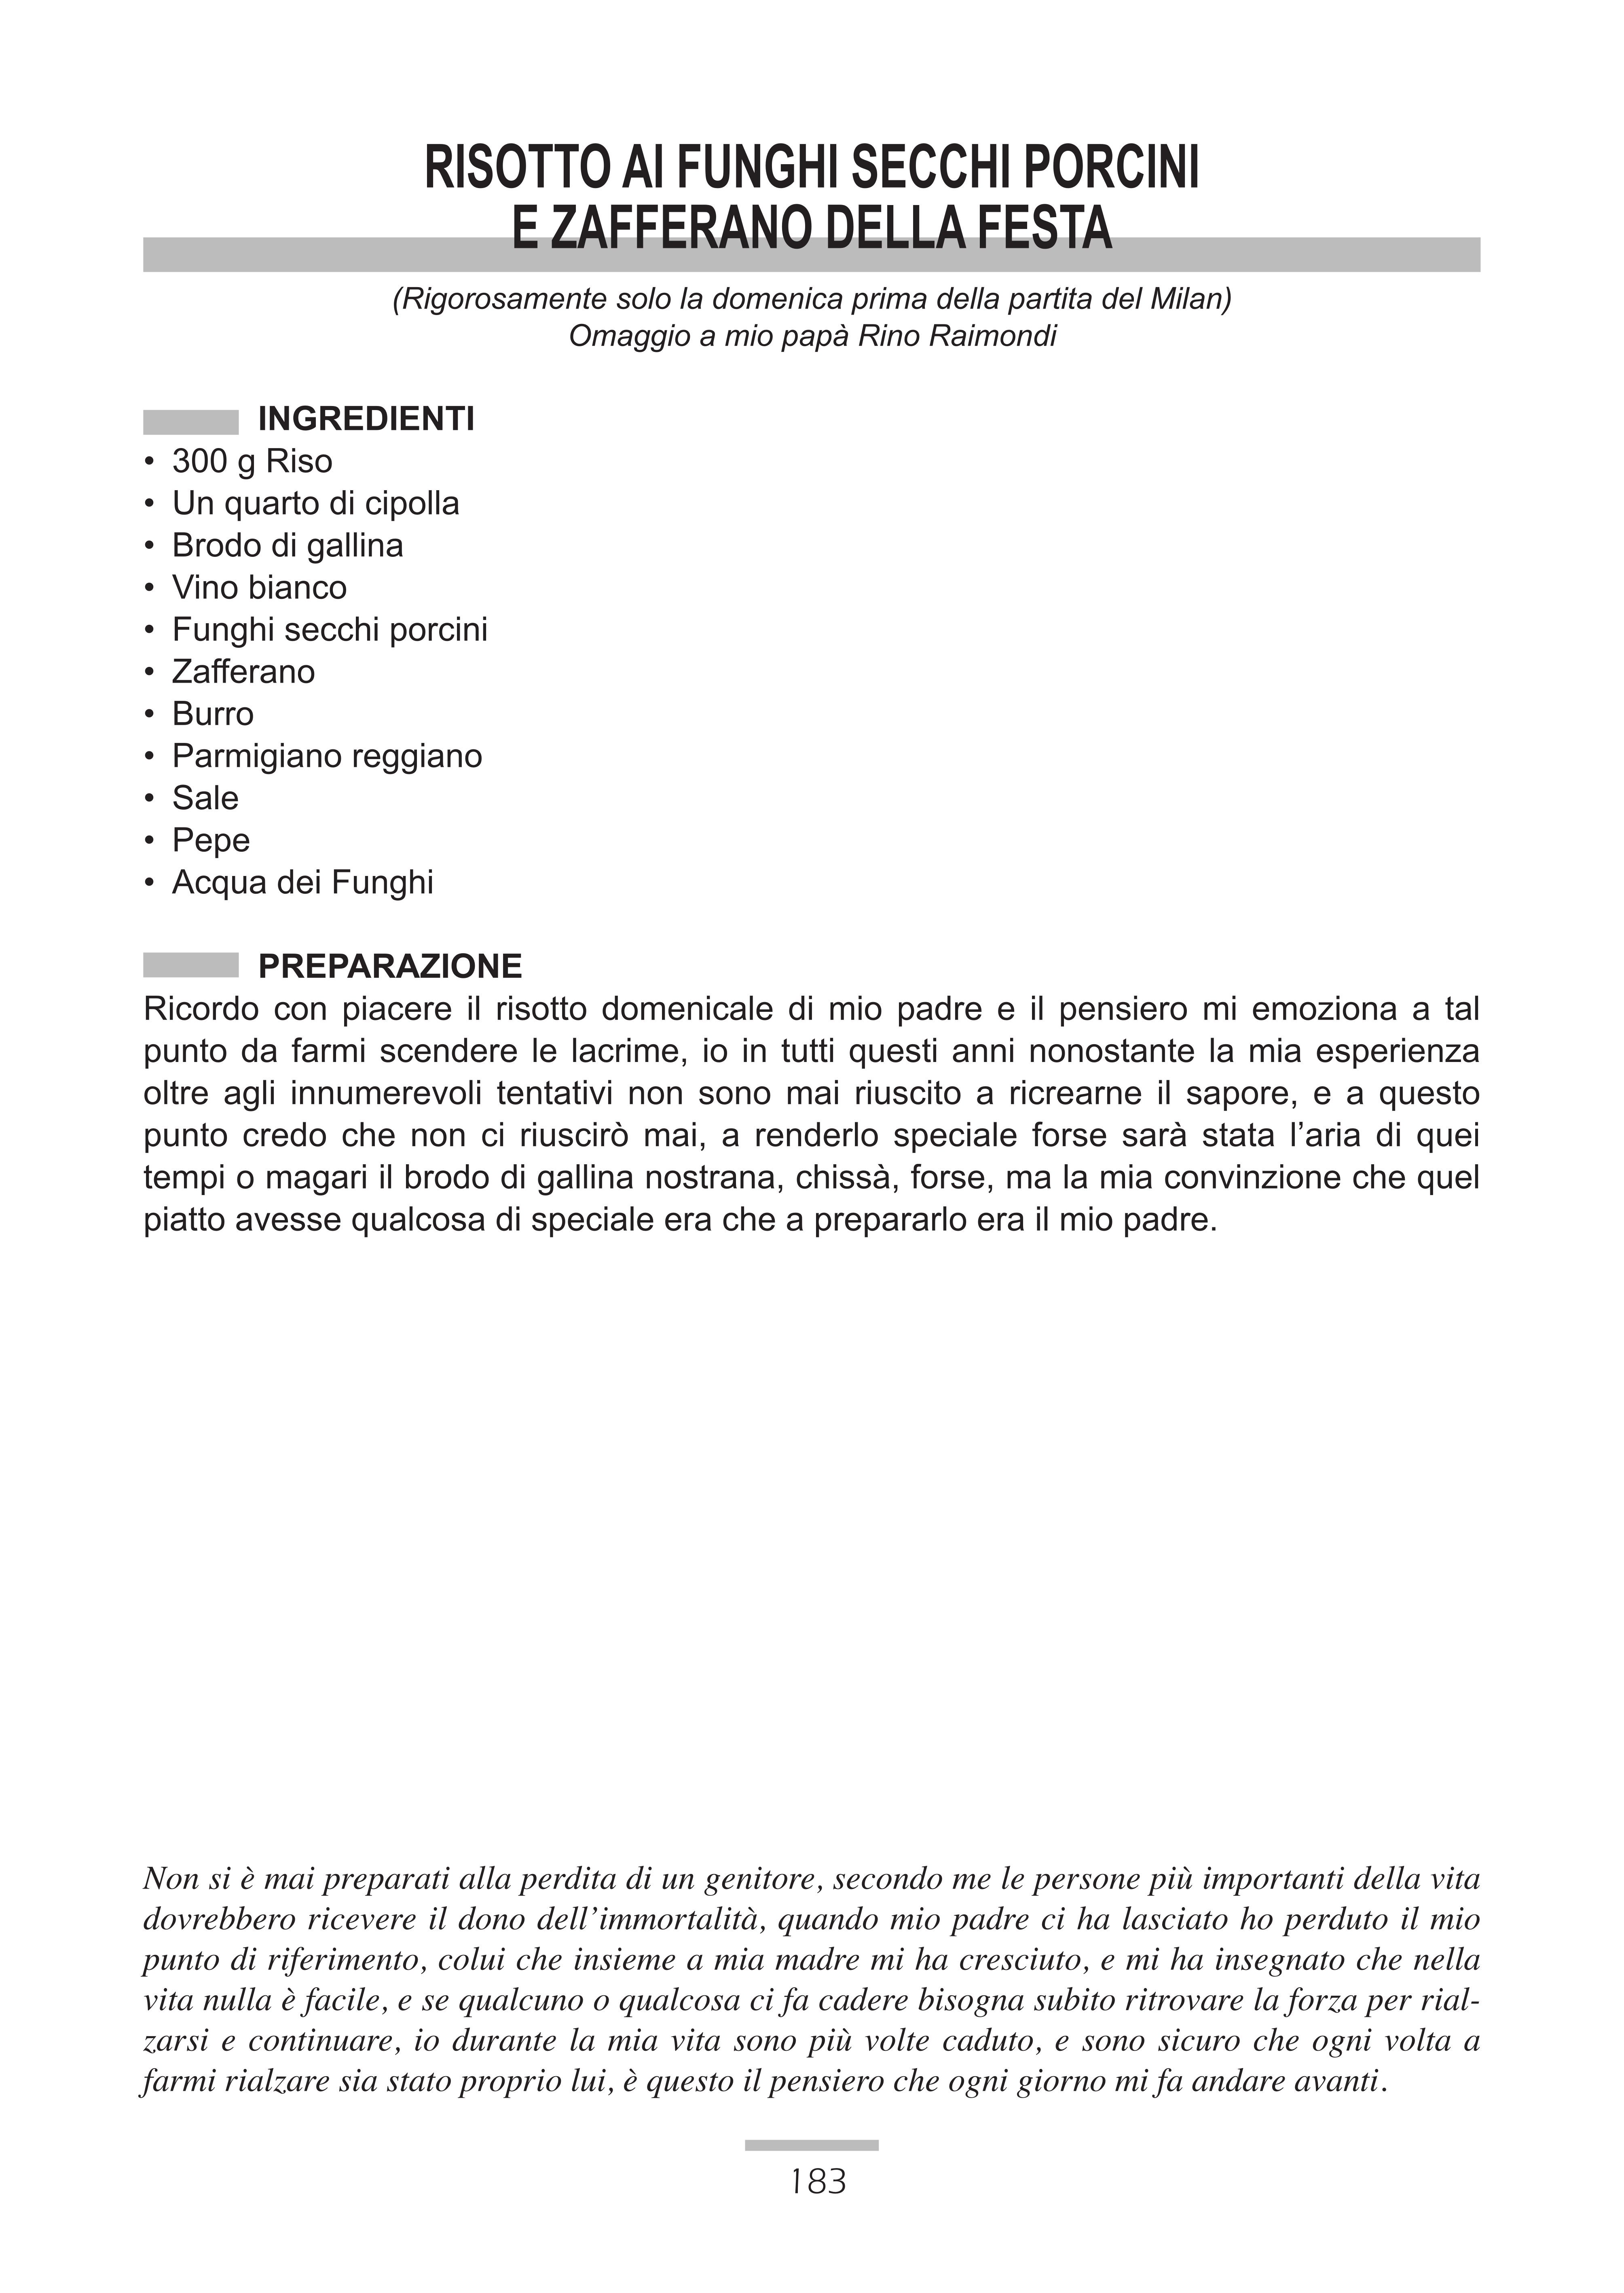 RISOTTO AI FUNGHI SECCHI PORCINI
E ZAFFERANO DELLA FESTA
(Rigorosamente solo la domenica prima della partita del Milan)
Omaggio a mio papà Rino Raimondi
INGREDIENTI
• 300 g Riso
• Un quarto di cipolla
• Brodo di gallina
• Vino bianco
• Funghi secchi porcini
• Zafferano
• Burro
• Parmigiano reggiano
• Sale
• Pepe
• Acqua dei Funghi
PREPARAZIONE
Ricordo con piacere il risotto domenicale di mio padre e il pensiero mi emoziona a tal
punto da farmi scendere le lacrime, io in tutti questi anni nonostante la mia esperienza
oltre agli innumerevoli tentativi non sono mai riuscito a ricrearne il sapore, e a questo
punto credo che non ci riuscirò mai, a renderlo speciale forse sarà stata l’aria di quei
tempi o magari il brodo di gallina nostrana, chissà, forse, ma la mia convinzione che quel
piatto avesse qualcosa di speciale era che a prepararlo era il mio padre.
Non si è mai preparati alla perdita di un genitore, secondo me le persone più importanti della vita
dovrebbero ricevere il dono dell’immortalità, quando mio padre ci ha lasciato ho perduto il mio
punto di riferimento, colui che insieme a mia madre mi ha cresciuto, e mi ha insegnato che nella
vita nulla è facile, e se qualcuno o qualcosa ci fa cadere bisogna subito ritrovare la forza per rial-
zarsi e continuare, io durante la mia vita sono più volte caduto, e sono sicuro che ogni volta a
farmi rialzare sia stato proprio lui, è questo il pensiero che ogni giorno mi fa andare avanti.
183